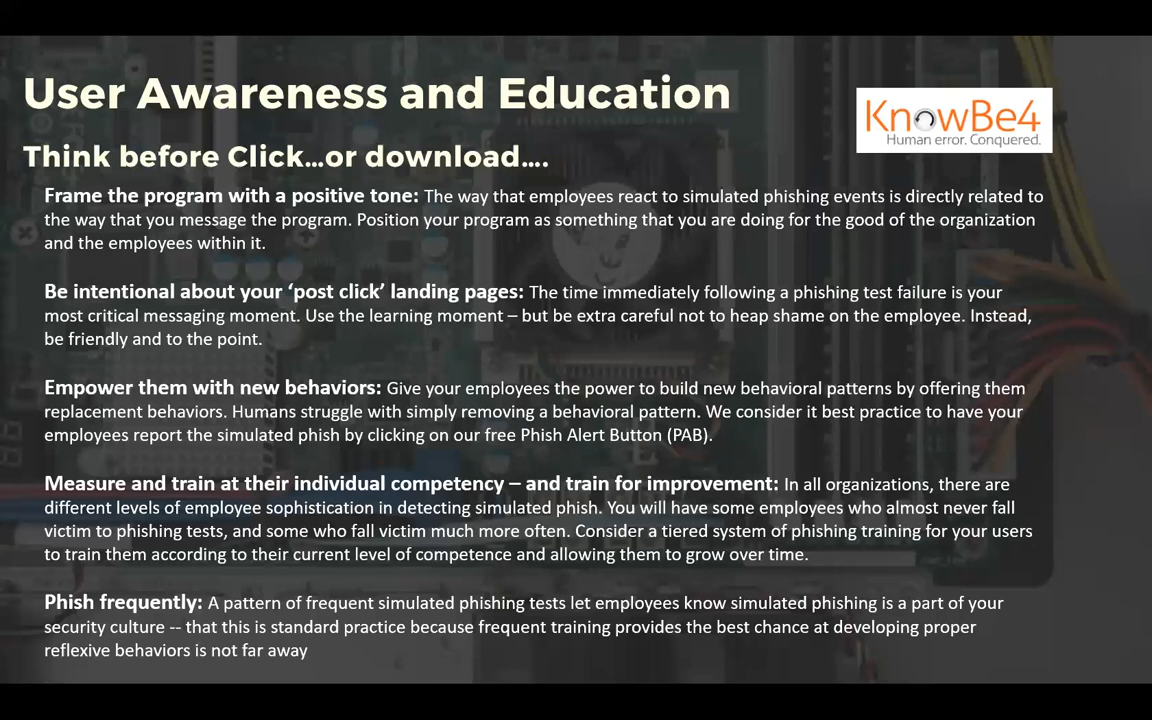 User Awareness and Education
KnowBe4
Human error. Conquered.
Think before Click…or download….
Frame the program with a positive tone: The way that employees react to simulated phishing events is directly related to
the way that you message the program. Position your program as something that you are doing for the good of the organization
and the employees within it.
Be intentional about your ‘post click’ landing pages: The time immediately following a phishing test failure is your
most critical messaging moment. Use the learning moment – but be extra careful not to heap shame on the employee. Instead,
be friendly and to the point.
Empower them with new behaviors: Give your employees the power to build new behavioral patterns by offering them
replacement behaviors. Humans struggle with simply removing a behavioral pattern. We consider it best practice to have your
employees report the simulated phish by clicking on our free Phish Alert Button (PAB).
Measure and train at their individual competency – and train for improvement: In all organizations, there are
different levels of employee sophistication in detecting simulated phish. You will have some employees who almost never fall
victim to phishing tests, and some who fall victim much more often. Consider a tiered system of phishing training for your users
to train them according to their current level of competence and allowing them to grow over time.
Phish frequently: A pattern of frequent simulated phishing tests let employees know simulated phishing is a part of your
security culture -- that this is standard practice because frequent training provides the best chance at developing proper
reflexive behaviors is not far away